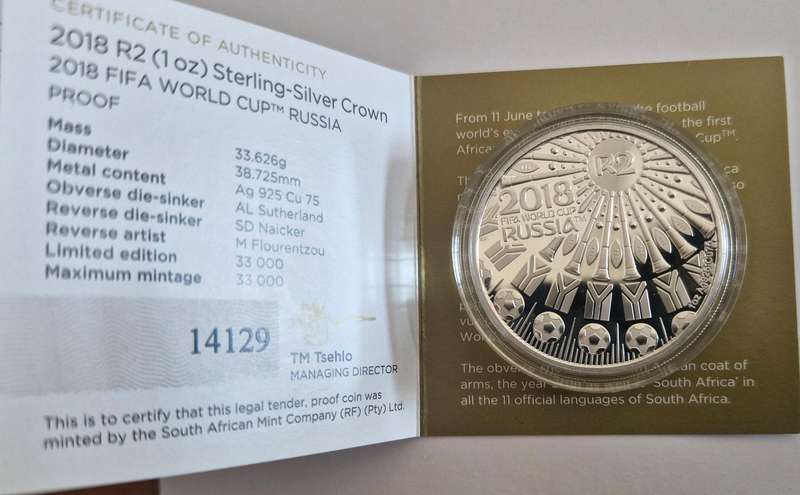 CERTIFICATE OF AUTHENTICITY
2018 R2 (1 oz) Sterling-Silver Crown
2018 FIFA WORLD CUP™ RUSSIA
PROOF
Mass 33.626g
Diameter 38.725mm
Metal content Ag 925 Cu 75
Obverse die-sinker AL Sutherland
Reverse die-sinker SD Naicker
Reverse artist M Flourentzou
Limited edition 33 000
Maximum mintage 33 000
14129
TM Tsehlo
MANAGING DIRECTOR
This is to certify that this legal tender, proof coin was
minted by the South African Mint Company (RF) (Pty) Ltd.
From 11 June football
world's the first
Cup™
R2
2018
FIFA WORLD CUP
RUSSIA™
1oz
The coat of
arms, the year 'South Africa' in
all the 11 official languages of South Africa.